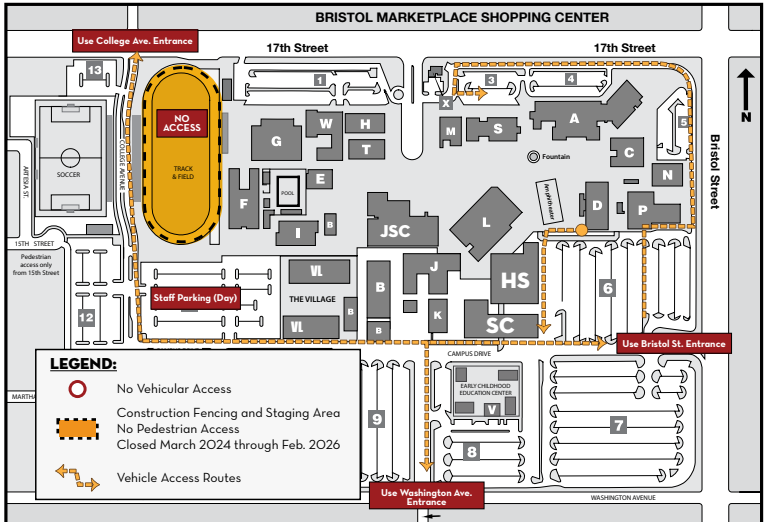 BRISTOL MARKETPLACE SHOPPING CENTER
Use College Ave. Entrance
17th Street
17th Street
13
1
3
4
X
5
NO
ACCESS
N
TRACK
& FIELD
COLLEGE AVENUE
SOCCER
ARTESIA ST.
G
W
H
T
M
S
A
C
N
Fountain
Bristol Street
F
POOL
E
I
B
JSC
L
Amphitheater
D
P
15TH STREET
Pedestrian
access only
from 15th Street
12
Staff Parking (Day)
VL
THE VILLAGE
VL
B
B
B
J
K
HS
SC
6
Use Bristol St. Entrance
CAMPUS DRIVE
EARLY CHILDHOOD
EDUCATION CENTER
V
9
8
7
MARTHA
LEGEND:
No Vehicular Access
Construction Fencing and Staging Area
No Pedestrian Access
Closed March 2024 through Feb. 2026
Vehicle Access Routes
Use Washington Ave.
Entrance
WASHINGTON AVENUE